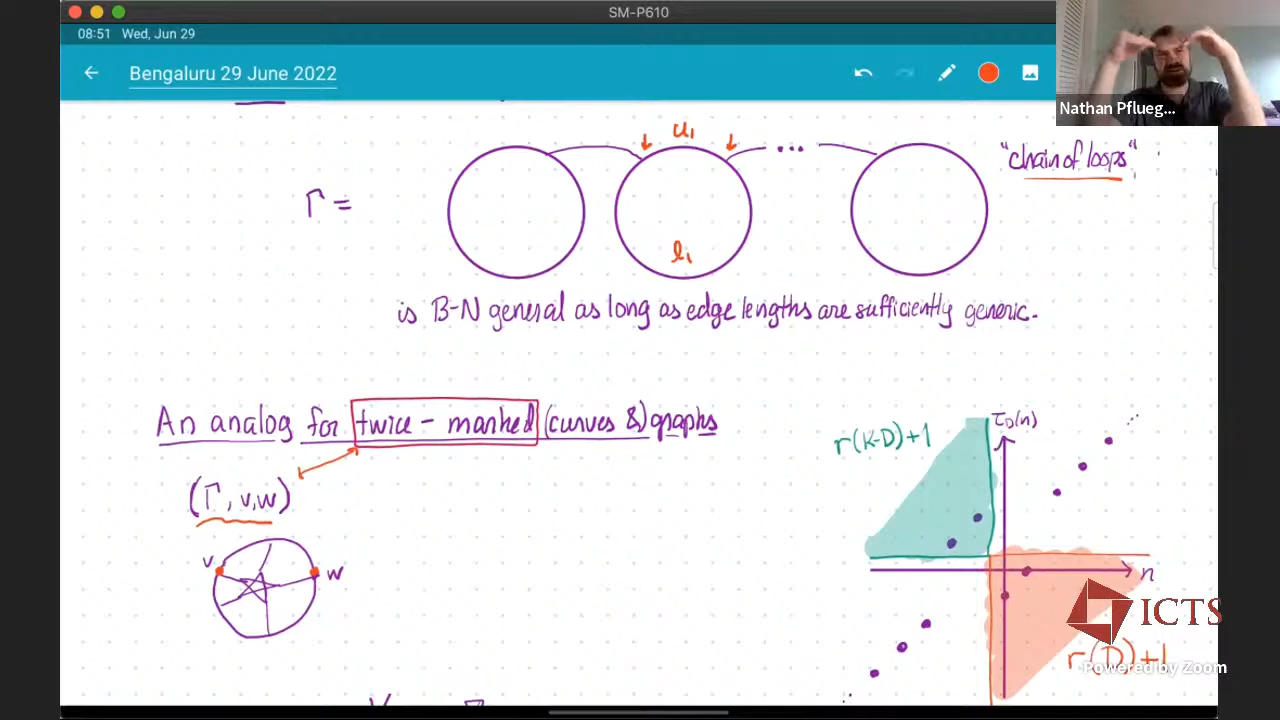 SM-P610
08:51 Wed, Jun 29
Bengaluru 29 June 2022
Nathan Pflueg...
u₁
...
"chain of loops"
Γ =
l₁
is B-N general as long as edge lengths are sufficiently generic.
An analog for twice-marked (curves &) graphs
r(K-D)+1
τ_D(n)
(Γ, v, w)
v
w
n
ICTS
r(D)+1
Powered by Zoom